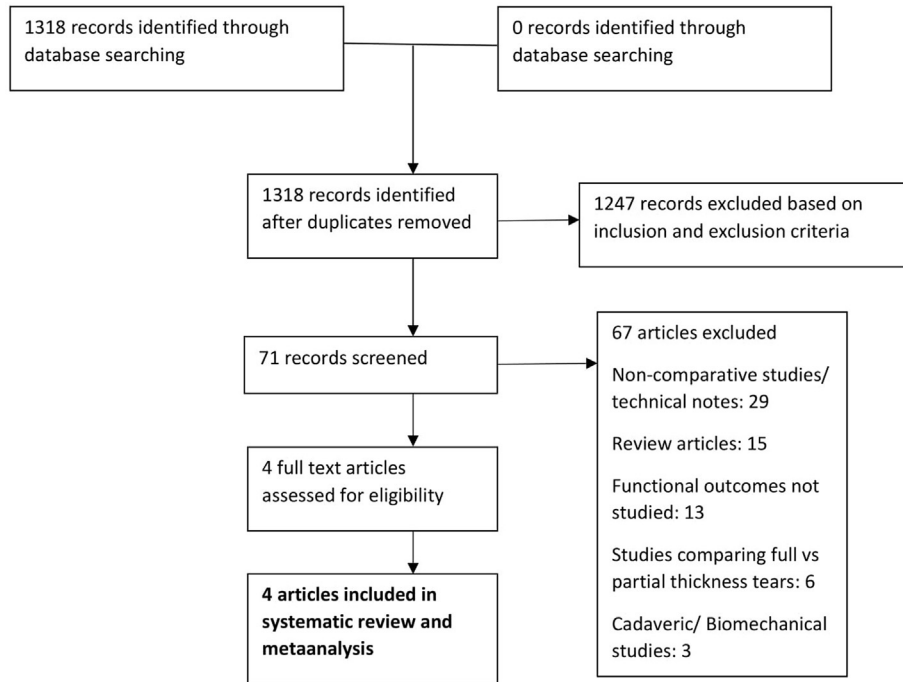 1318 records identified through
database searching
0 records identified through
database searching
1318 records identified
after duplicates removed
1247 records excluded based on
inclusion and exclusion criteria
71 records screened
67 articles excluded
Non-comparative studies/
technical notes: 29
Review articles: 15
Functional outcomes not
studied: 13
Studies comparing full vs
partial thickness tears: 6
Cadaveric/ Biomechanical
studies: 3
4 full text articles
assessed for eligibility
4 articles included in
systematic review and
metaanalysis